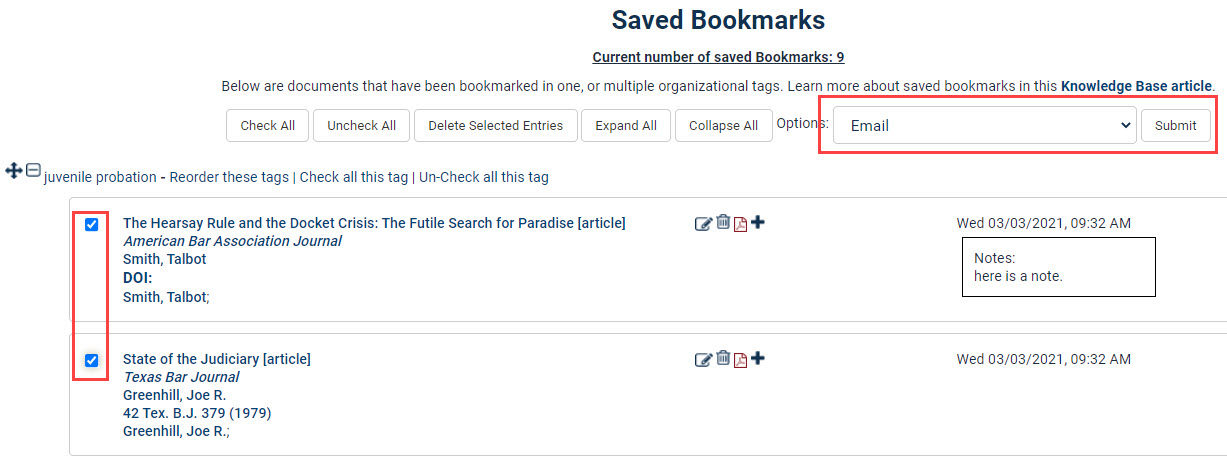 Saved Bookmarks
Current number of saved Bookmarks: 9
Below are documents that have been bookmarked in one, or multiple organizational tags. Learn more about saved bookmarks in this Knowledge Base article.
Check All Uncheck All Delete Selected Entries Expand All Collapse All Options: Email Submit
juvenile probation - Reorder these tags | Check all this tag | Un-Check all this tag
The Hearsay Rule and the Docket Crisis: The Futile Search for Paradise [article] Wed 03/03/2021, 09:32 AM
American Bar Association Journal
Smith, Talbot
DOI:
Smith, Talbot;
Notes:
here is a note.
State of the Judiciary [article] Wed 03/03/2021, 09:32 AM
Texas Bar Journal
Greenhill, Joe R.
42 Tex. B.J. 379 (1979)
Greenhill, Joe R.;